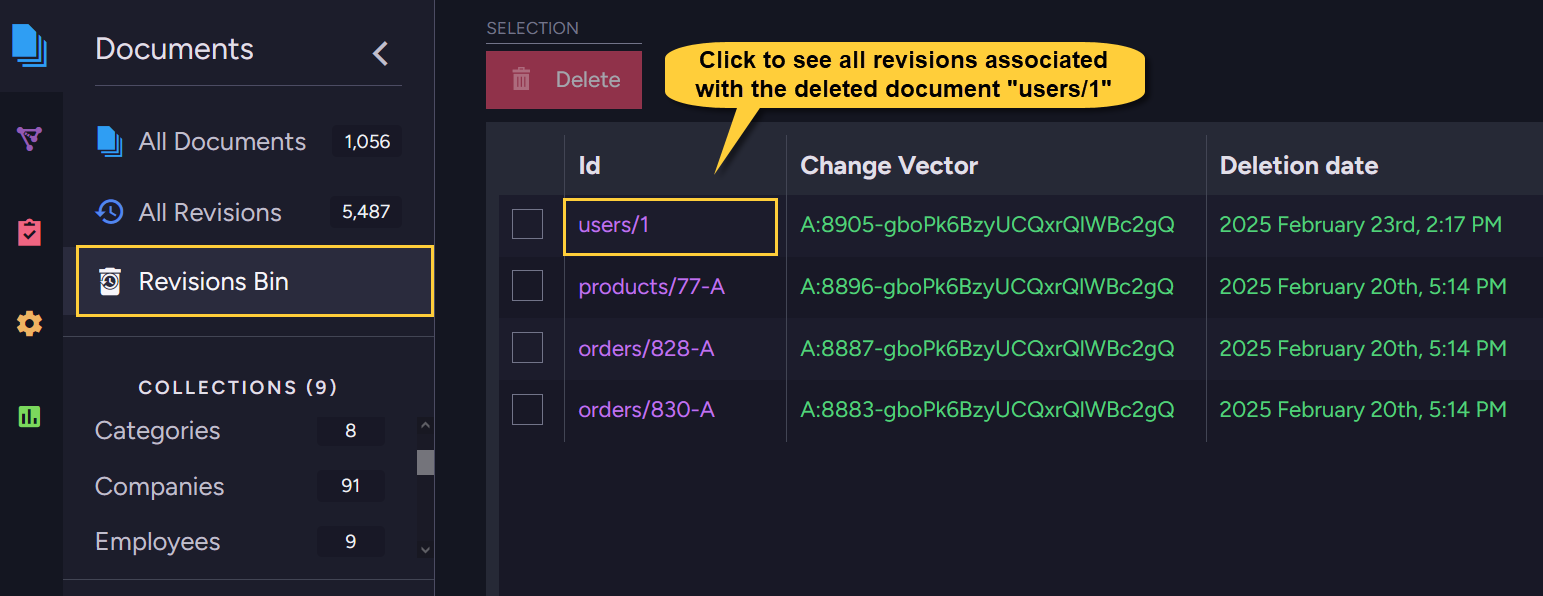 Documents
All Documents 1,056
All Revisions 5,487
Revisions Bin
COLLECTIONS (9)
Categories 8
Companies 91
Employees 9
SELECTION
Delete
Click to see all revisions associated
with the deleted document "users/1"
Id Change Vector Deletion date
users/1 A:8905-gboPk6BzyUCQxrQlWBc2gQ 2025 February 23rd, 2:17 PM
products/77-A A:8896-gboPk6BzyUCQxrQlWBc2gQ 2025 February 20th, 5:14 PM
orders/828-A A:8887-gboPk6BzyUCQxrQlWBc2gQ 2025 February 20th, 5:14 PM
orders/830-A A:8883-gboPk6BzyUCQxrQlWBc2gQ 2025 February 20th, 5:14 PM